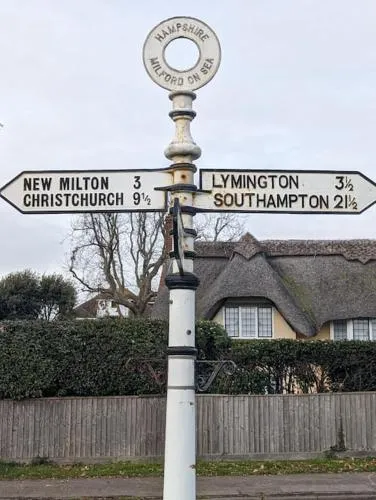 HAMPSHIRE
MILFORD ON SEA
NEW MILTON 3
CHRISTCHURCH 9½
LYMINGTON 3½
SOUTHAMPTON 21½